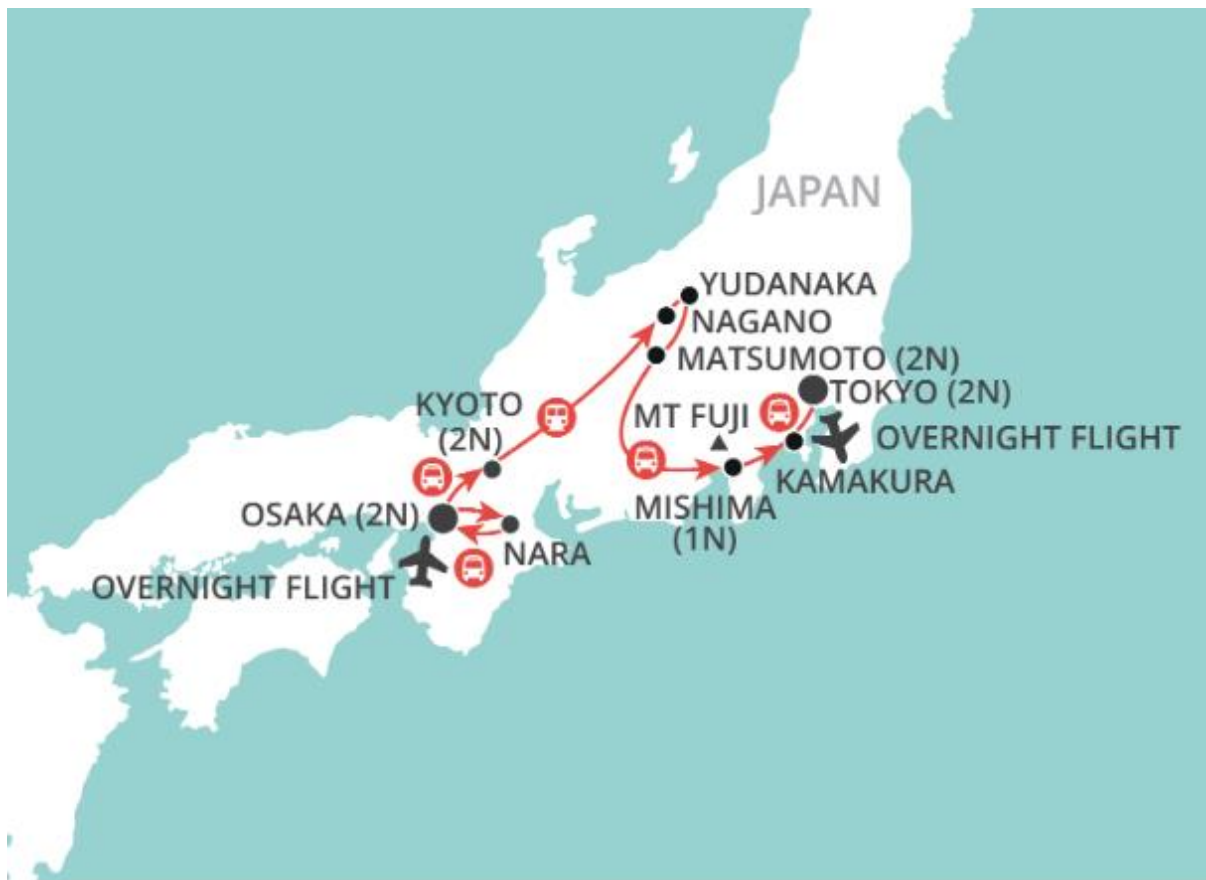 JAPAN
YUDANAKA
NAGANO
MATSUMOTO (2N)
TOKYO (2N)
KYOTO
(2N)
MT FUJI
OVERNIGHT FLIGHT
KAMAKURA
OSAKA (2N)
MISHIMA
(1N)
NARA
OVERNIGHT FLIGHT